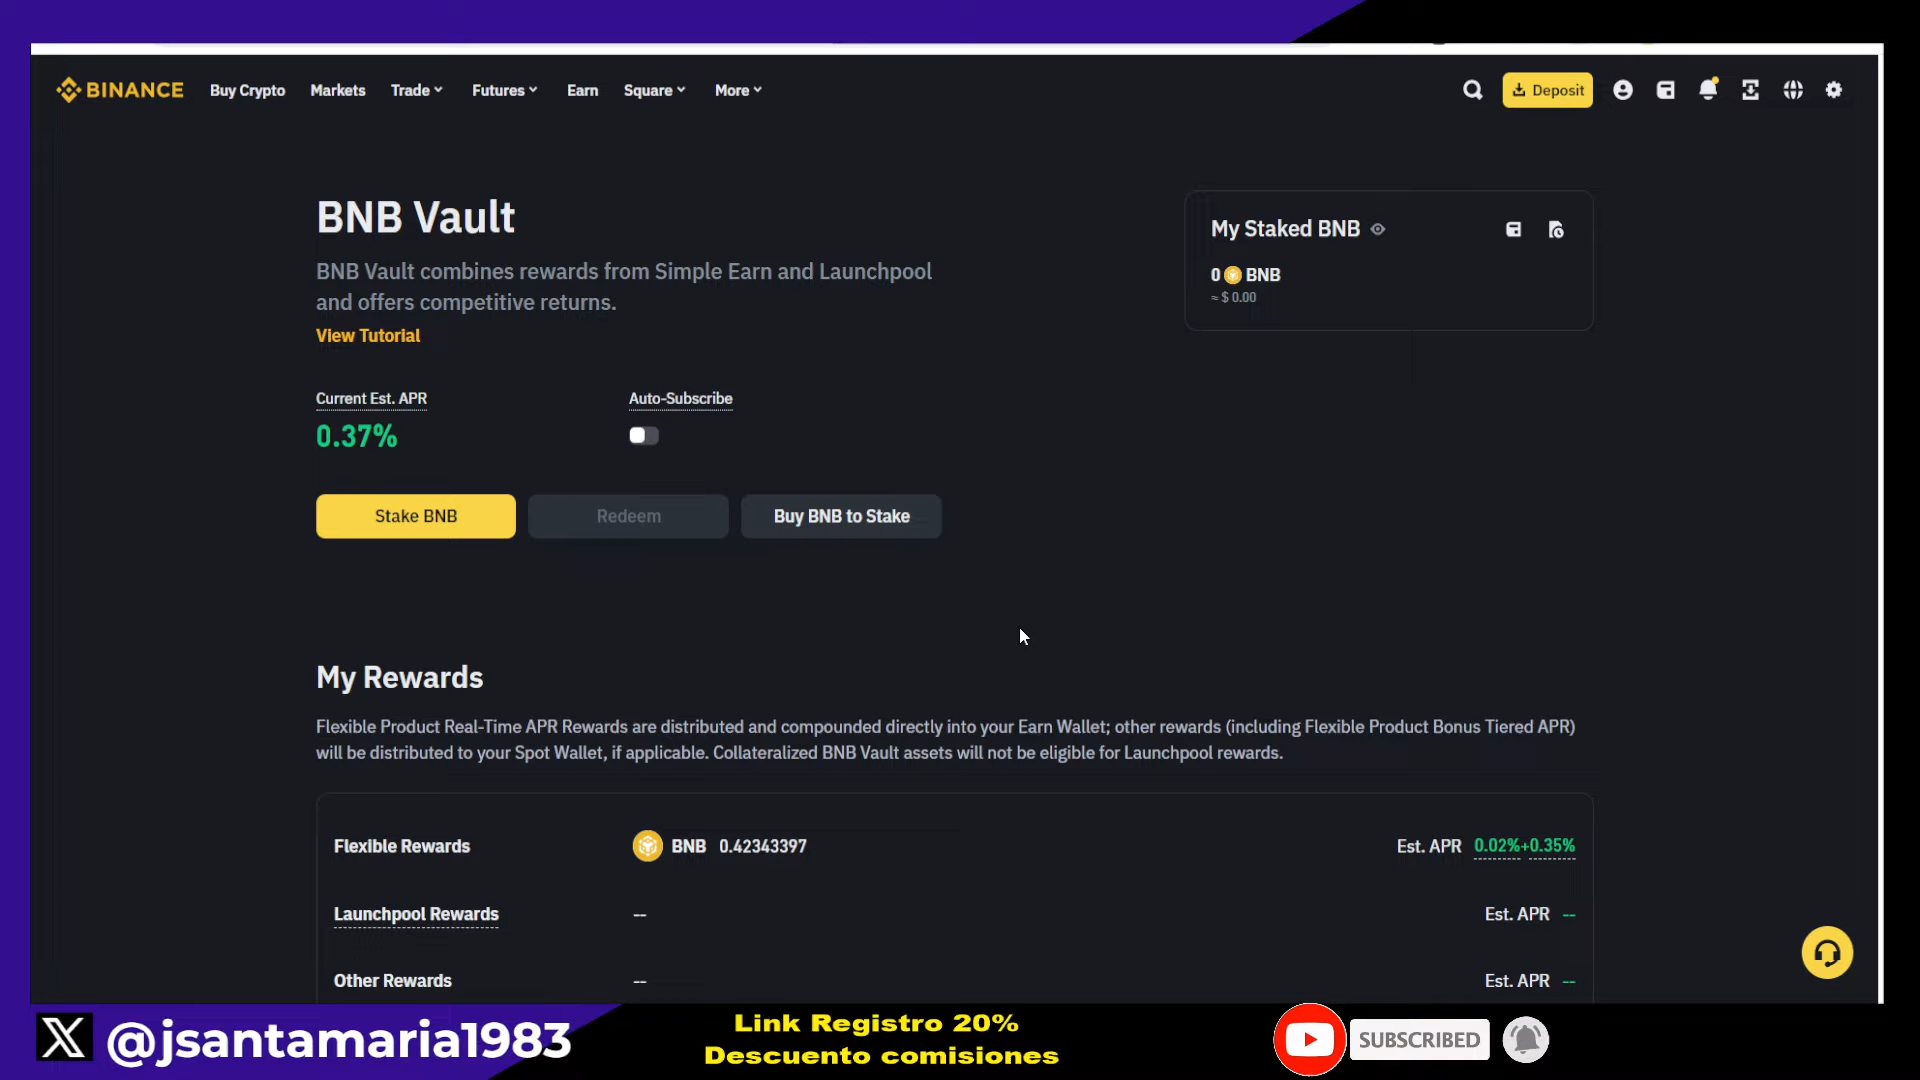 BINANCE Buy Crypto Markets Trade Futures Earn Square More Deposit
BNB Vault
BNB Vault combines rewards from Simple Earn and Launchpool
and offers competitive returns.
View Tutorial
My Staked BNB
0 BNB
≈ $ 0.00
Current Est. APR Auto-Subscribe
0.37%
Stake BNB Redeem Buy BNB to Stake
My Rewards
Flexible Product Real-Time APR Rewards are distributed and compounded directly into your Earn Wallet; other rewards (including Flexible Product Bonus Tiered APR)
will be distributed to your Spot Wallet, if applicable. Collateralized BNB Vault assets will not be eligible for Launchpool rewards.
Flexible Rewards BNB 0.42343397 Est. APR 0.02%+0.35%
Launchpool Rewards -- Est. APR --
Other Rewards -- Est. APR --
X @jsantamaria1983
Link Registro 20%
Descuento comisiones
SUBSCRIBED